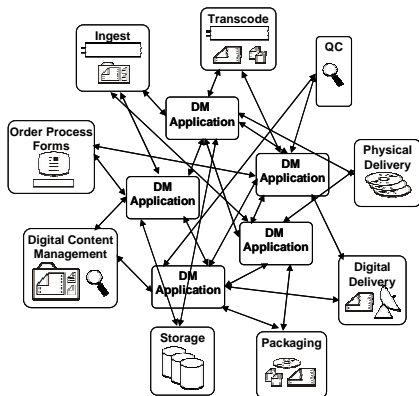 Ingest
Transcode
QC
DM
Application
Order Process
Forms
DM
Application
Physical
Delivery
DM
Application
DM
Application
Digital Content
Management
DM
Application
Digital
Delivery
Storage
Packaging